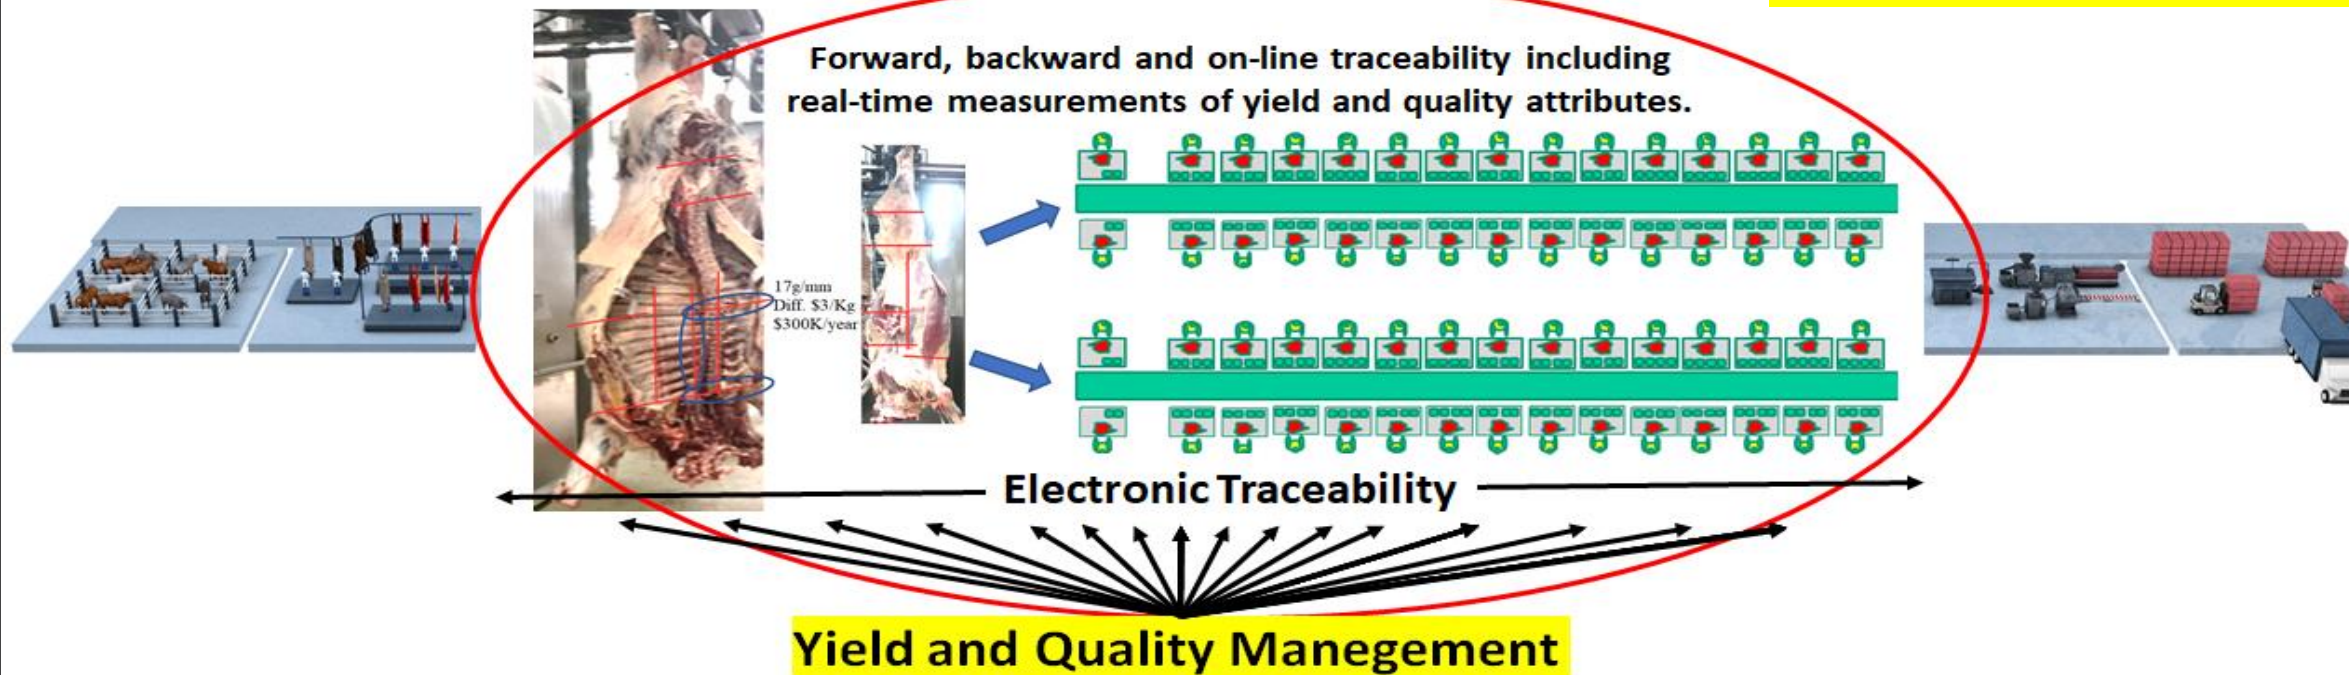 Forward, backward and on-line traceability including
real-time measurements of yield and quality attributes.
17g/mm
Diff. $3/Kg
$300K/year
Electronic Traceability
Yield and Quality Manegement